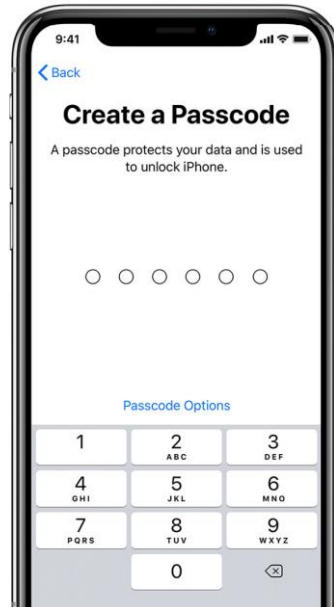 9:41
Back
Create a Passcode
A passcode protects your data and is used
to unlock iPhone.
Passcode Options
1
2
ABC
3
DEF
4
GHI
5
JKL
6
MNO
7
PQRS
8
TUV
9
WXYZ
0